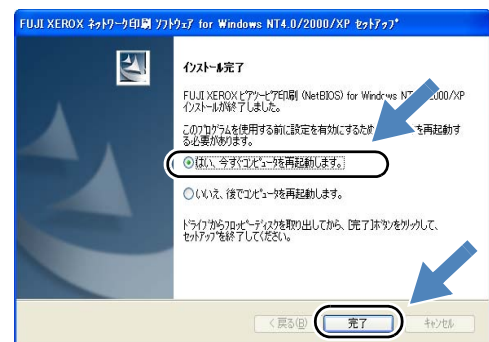 FUJI XEROX ﾈｯﾄﾜｰｸ印刷 ｿﾌﾄｳｪｱ for Windows NT4.0/2000/XP ｾｯﾄｱｯﾌﾟ
ｲﾝｽﾄｰﾙ完了
FUJI XEROX ﾋﾟｱﾂｰﾋﾟｱ印刷 (NetBIOS) for Windows 000/XP
ｲﾝｽﾄｰﾙが終了しました。
このﾌﾟﾛｸﾞﾗﾑを使用する前に設定を有効にするため を再起動す
る必要があります。
はい、今すぐｺﾝﾋﾟｭｰﾀを再起動します。
いいえ、後でｺﾝﾋﾟｭｰﾀを再起動します。
ﾄﾞﾗｲﾌﾞからﾌﾛｯﾋﾟｰﾃﾞｨｽｸを取り出してから、[完了]ﾎﾞﾀﾝをｸﾘｯｸして、
ｾｯﾄｱｯﾌﾟを終了してください。
< 戻る(B)
完了
ｷｬﾝｾﾙ